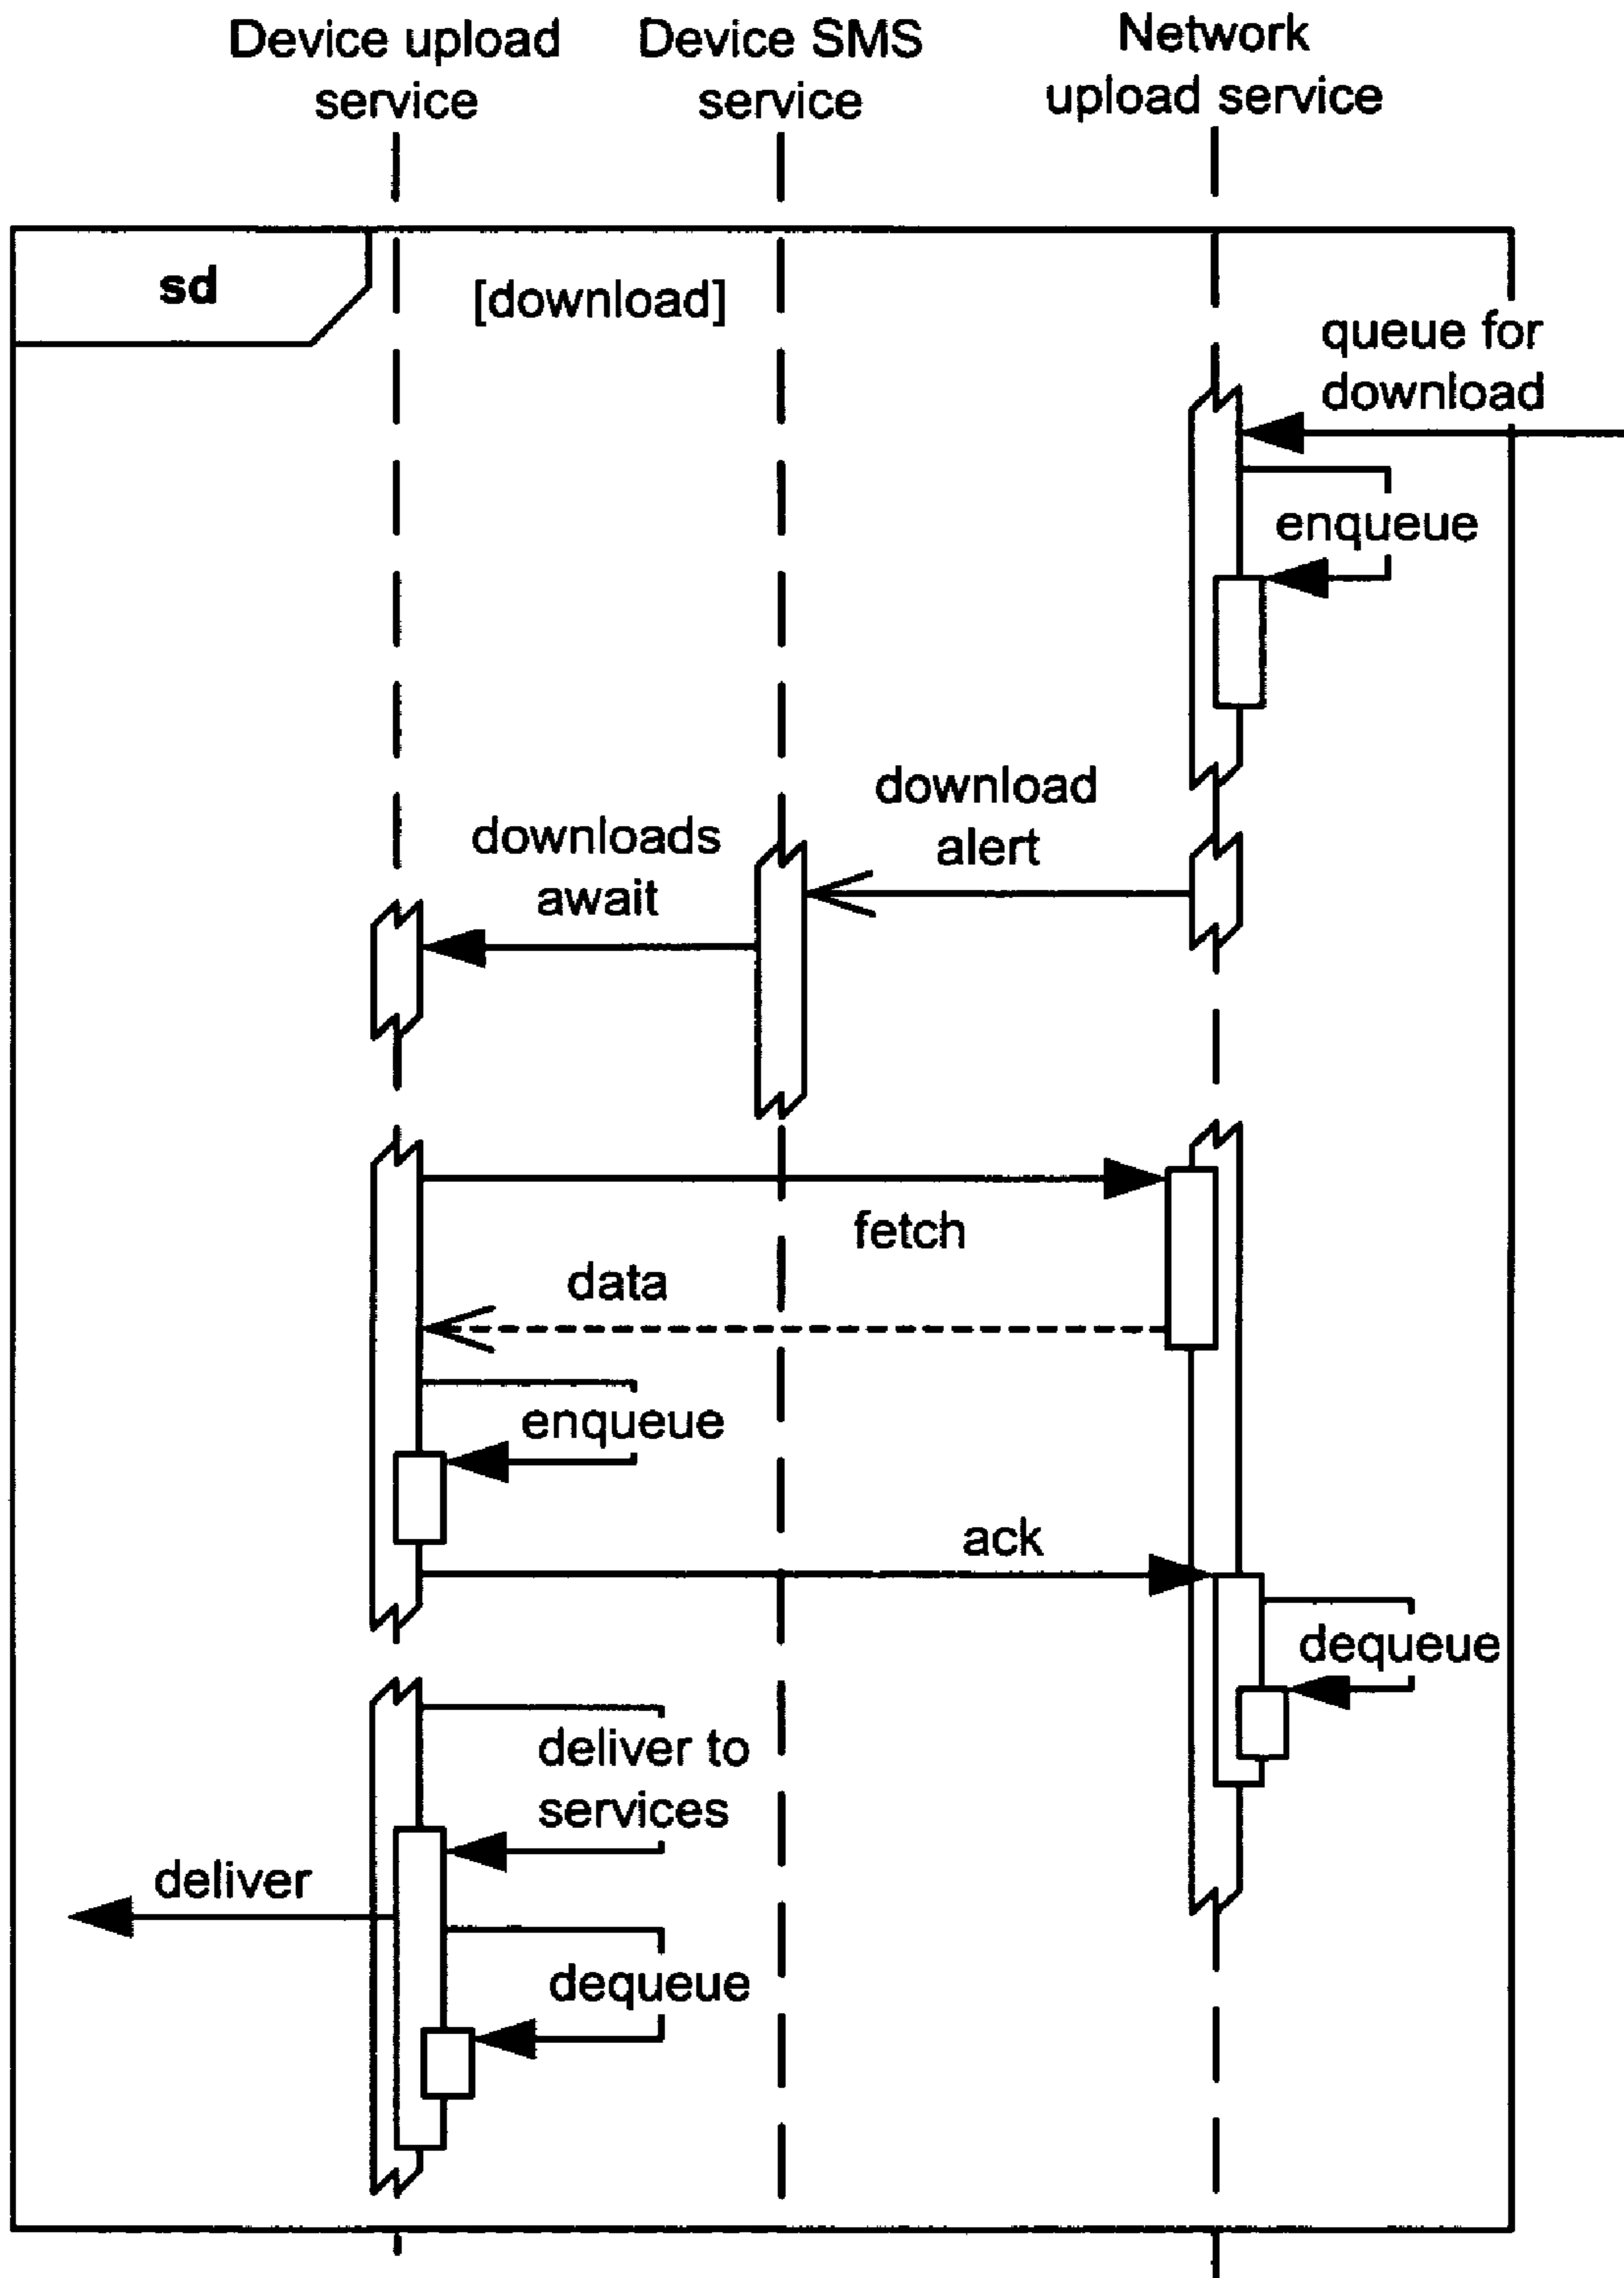 Device upload
service
Device SMS
service
Network
upload service
sd
[download]
queue for
download
enqueue
download
alert
downloads
await
fetch
data
enqueue
ack
dequeue
deliver to
services
deliver
dequeue